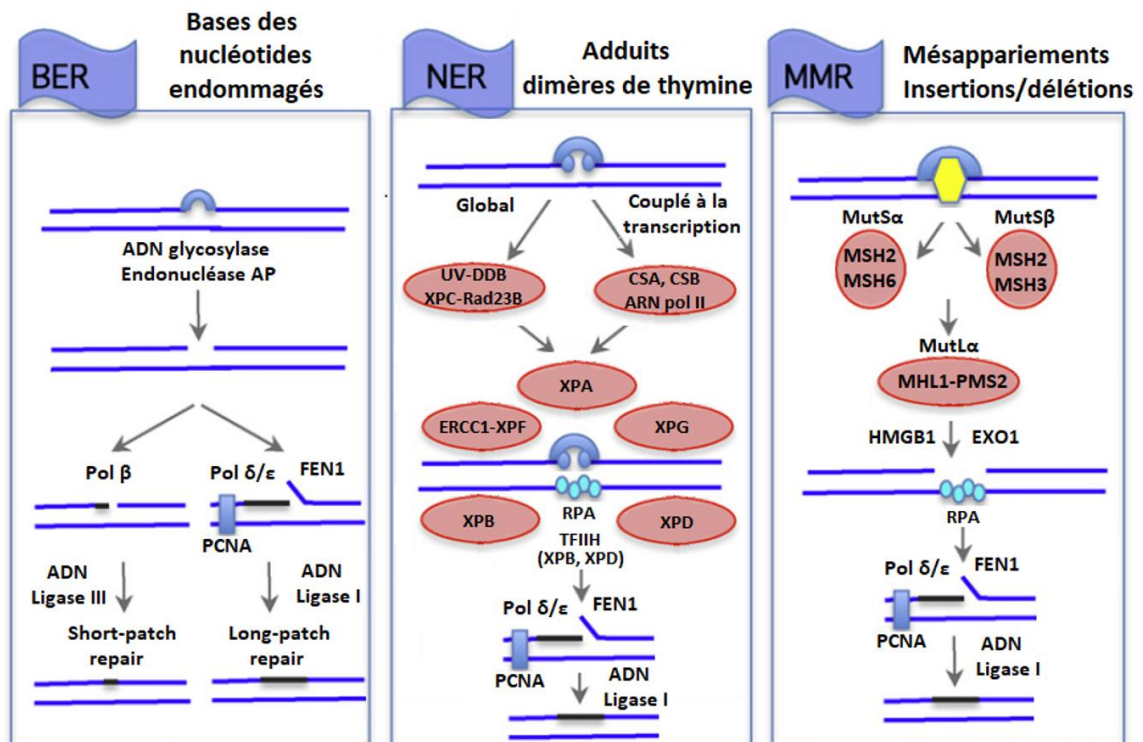 BER
Bases des
nucléotides
endommagés
ADN glycosylase
Endonucléase AP
Pol β
Pol δ/ε
FEN1
PCNA
ADN
Ligase III
ADN
Ligase I
Short-patch
repair
Long-patch
repair
NER
Adduits
dimères de thymine
Global
Couplé à la
transcription
UV-DDB
XPC-Rad23B
CSA, CSB
ARN pol II
XPA
ERCC1-XPF
XPG
XPB
RPA
XPD
TFIIH
(XPB, XPD)
Pol δ/ε
FEN1
PCNA
ADN
Ligase I
MMR
Mésappariements
Insertions/délétions
MutSα
MutSβ
MSH2
MSH6
MSH2
MSH3
MutLα
MHL1-PMS2
HMGB1
EXO1
RPA
Pol δ/ε
FEN1
PCNA
ADN
Ligase I